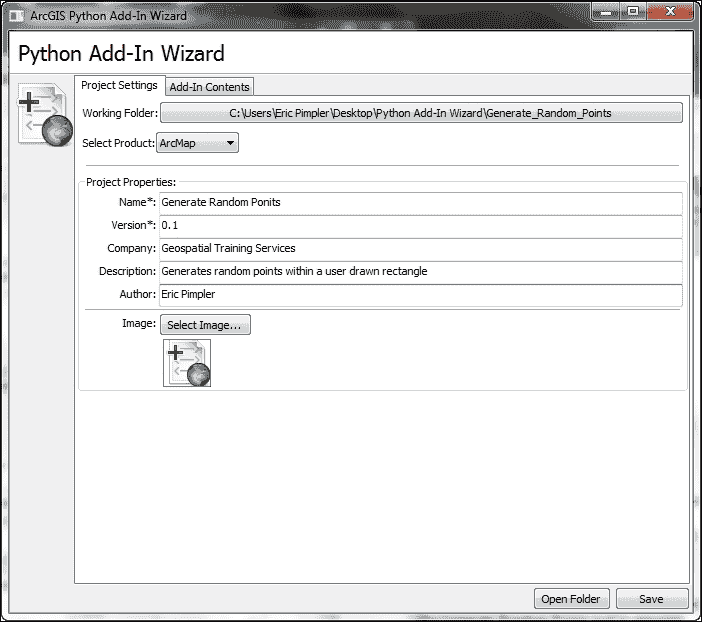 ArcGIS Python Add-In Wizard
Python Add-In Wizard
Project Settings Add-In Contents
Working Folder: C:\Users\Eric Pimpler\Desktop\Python Add-In Wizard\Generate_Random_Points
Select Product: ArcMap
Project Properties:
Name*: Generate Random Ponits
Version*: 0.1
Company: Geospatial Training Services
Description: Generates random points within a user drawn rectangle
Author: Eric Pimpler
Image: Select Image...
Open Folder Save